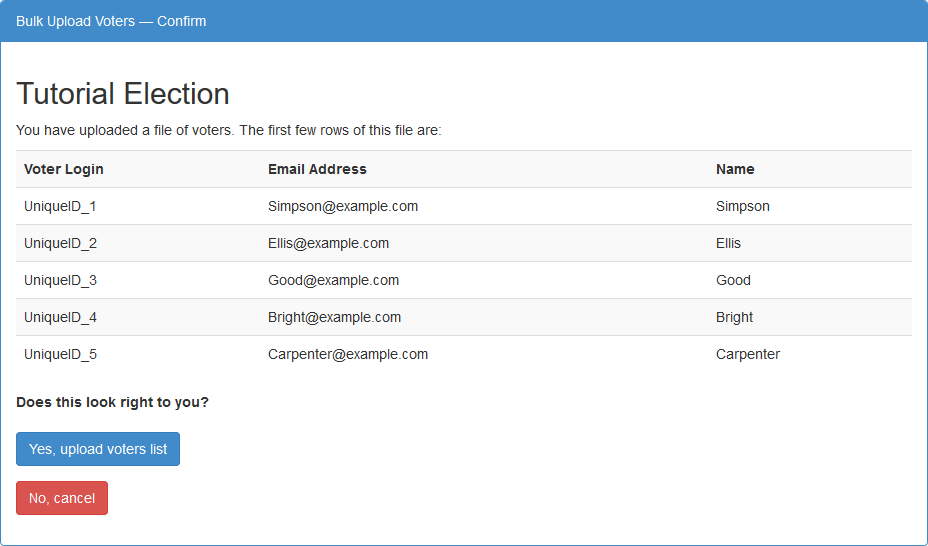 Bulk Upload Voters — Confirm
Tutorial Election
You have uploaded a file of voters. The first few rows of this file are:
Voter Login Email Address Name
UniqueID_1 Simpson@example.com Simpson
UniqueID_2 Ellis@example.com Ellis
UniqueID_3 Good@example.com Good
UniqueID_4 Bright@example.com Bright
UniqueID_5 Carpenter@example.com Carpenter
Does this look right to you?
Yes, upload voters list
No, cancel